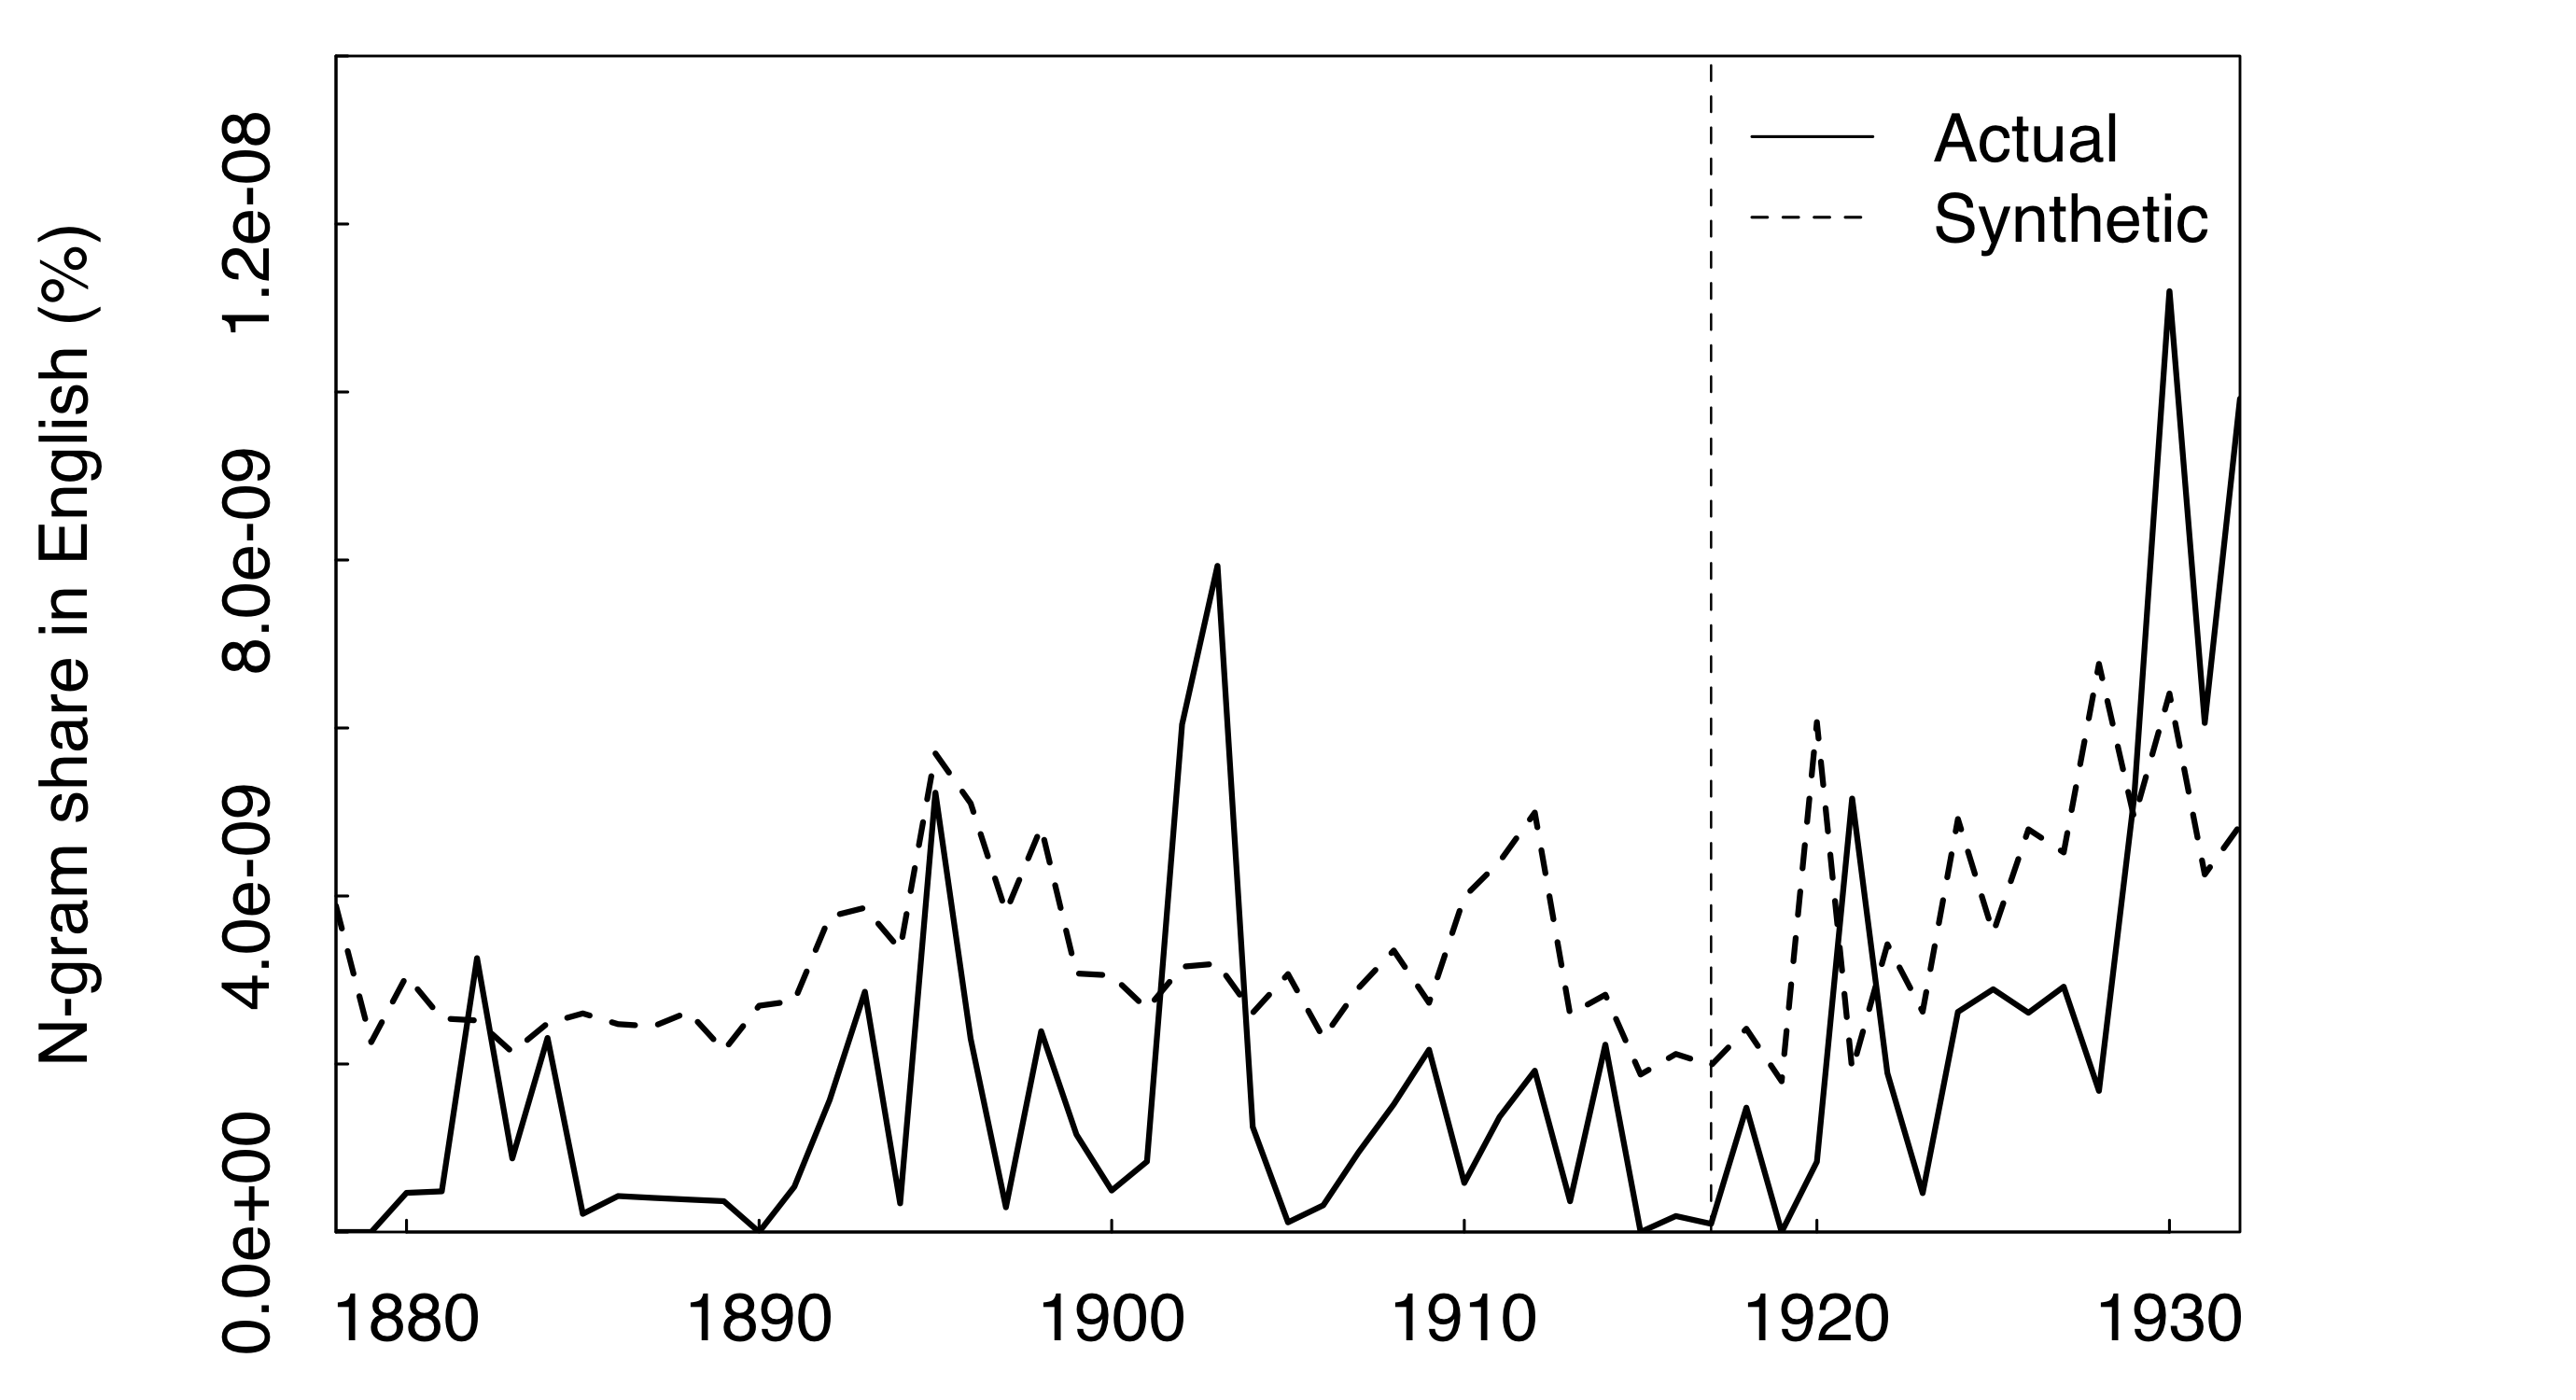 N-gram share in English (%)
1.2e-08
8.0e-09
4.0e-09
0.0e+00
Actual
Synthetic
1880 1890 1900 1910 1920 1930